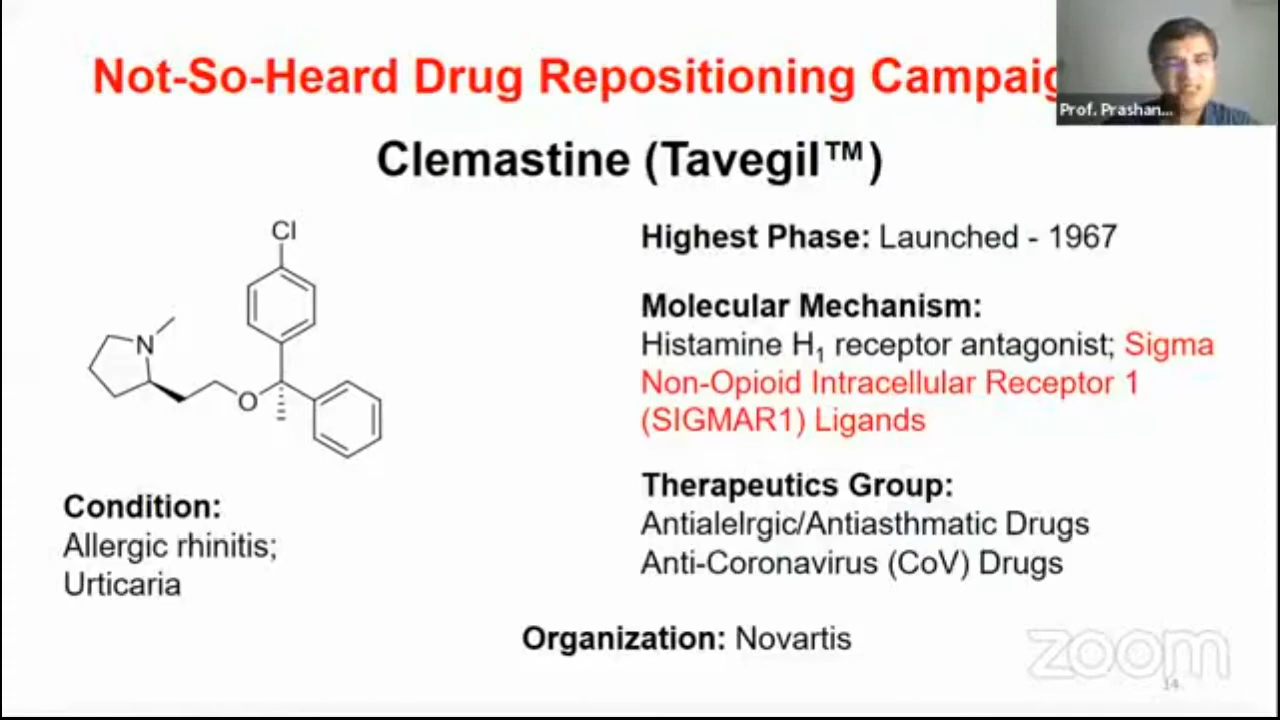 Not-So-Heard Drug Repositioning Campaig
Prof. Prashan...
Clemastine (Tavegil™)
Cl
N
O
Highest Phase: Launched - 1967
Molecular Mechanism:
Histamine H₁ receptor antagonist; Sigma
Non-Opioid Intracellular Receptor 1
(SIGMAR1) Ligands
Condition:
Allergic rhinitis;
Urticaria
Therapeutics Group:
Antialelrgic/Antiasthmatic Drugs
Anti-Coronavirus (CoV) Drugs
Organization: Novartis
zoom
14